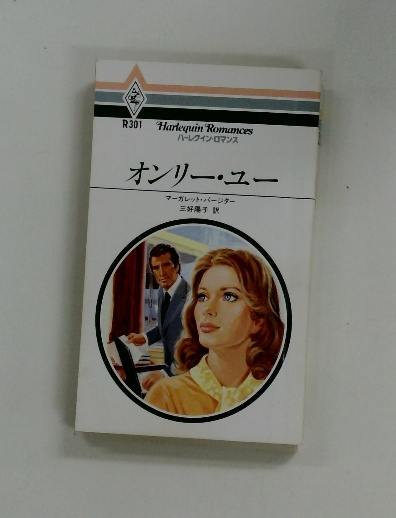 R301
Harlequin Romances
ハーレクイン・ロマンス
オンリー・ユー
マーガレット・パージター
三好陽子 訳